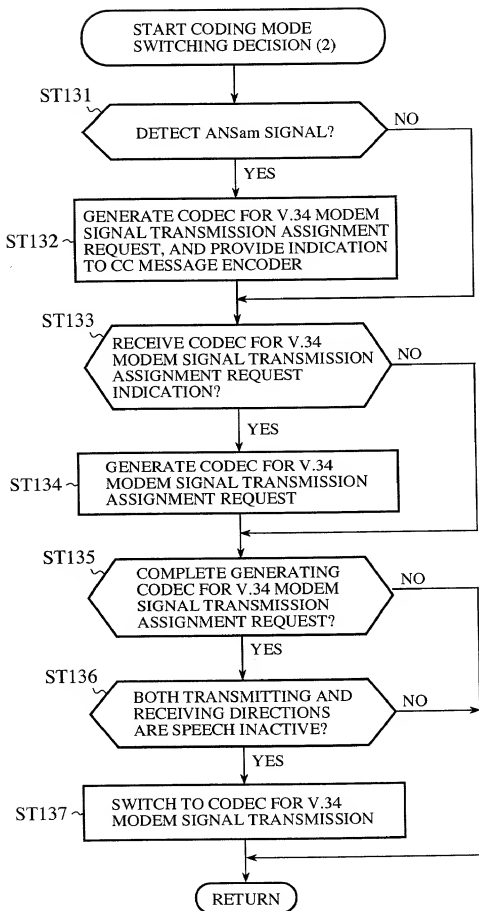 START CODING MODE
SWITCHING DECISION (2)
ST131
DETECT ANSam SIGNAL?
NO
YES
GENERATE CODEC FOR V.34 MODEM
SIGNAL TRANSMISSION ASSIGNMENT
REQUEST, AND PROVIDE INDICATION
TO CC MESSAGE ENCODER
ST132
ST133
RECEIVE CODEC FOR V.34
MODEM SIGNAL TRANSMISSION
ASSIGNMENT REQUEST
INDICATION?
NO
YES
ST134
GENERATE CODEC FOR V.34
MODEM SIGNAL TRANSMISSION
ASSIGNMENT REQUEST
ST135
COMPLETE GENERATING
CODEC FOR V.34 MODEM
SIGNAL TRANSMISSION
ASSIGNMENT REQUEST?
NO
YES
ST136
BOTH TRANSMITTING AND
RECEIVING DIRECTIONS
ARE SPEECH INACTIVE?
NO
YES
ST137
SWITCH TO CODEC FOR V.34
MODEM SIGNAL TRANSMISSION
RETURN